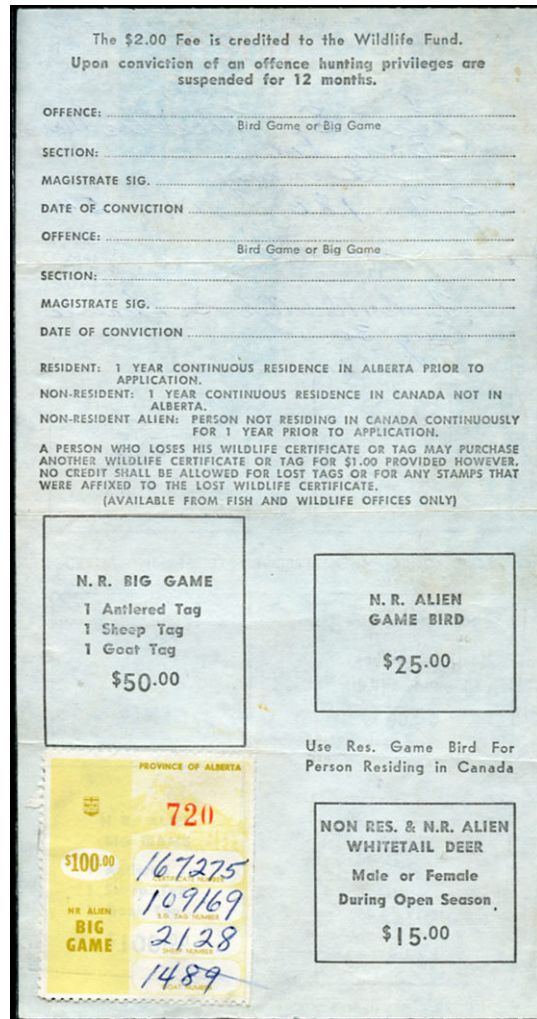 The $2.00 Fee is credited to the Wildlife Fund.
Upon conviction of an offence hunting privileges are
suspended for 12 months.
OFFENCE:
Bird Game or Big Game
SECTION:
MAGISTRATE SIG.
DATE OF CONVICTION
OFFENCE:
Bird Game or Big Game
SECTION:
MAGISTRATE SIG.
DATE OF CONVICTION
RESIDENT: 1 YEAR CONTINUOUS RESIDENCE IN ALBERTA PRIOR TO
APPLICATION.
NON-RESIDENT: 1 YEAR CONTINUOUS RESIDENCE IN CANADA NOT IN
ALBERTA.
NON-RESIDENT ALIEN: PERSON NOT RESIDING IN CANADA CONTINUOUSLY
FOR 1 YEAR PRIOR TO APPLICATION.
A PERSON WHO LOSES HIS WILDLIFE CERTIFICATE OR TAG MAY PURCHASE
ANOTHER WILDLIFE CERTIFICATE OR TAG FOR $1.00 PROVIDED HOWEVER,
NO CREDIT SHALL BE ALLOWED FOR LOST TAGS OR FOR ANY STAMPS THAT
WERE AFFIXED TO THE LOST WILDLIFE CERTIFICATE.
(AVAILABLE FROM FISH AND WILDLIFE OFFICES ONLY)
N. R. BIG GAME
1 Antlered Tag
1 Sheep Tag
1 Goat Tag
$50.00
N. R. ALIEN
GAME BIRD
$25.00
Use Res. Game Bird For
Person Residing in Canada
PROVINCE OF ALBERTA
720
$100.00
167275
CERTIFICATE NUMBER
109169
B.G. TAG NUMBER
N.R. ALIEN
BIG
GAME
2128
SHEEP NUMBER
1489
GOAT NUMBER
NON RES. & N.R. ALIEN
WHITETAIL DEER
Male or Female
During Open Season
$15.00